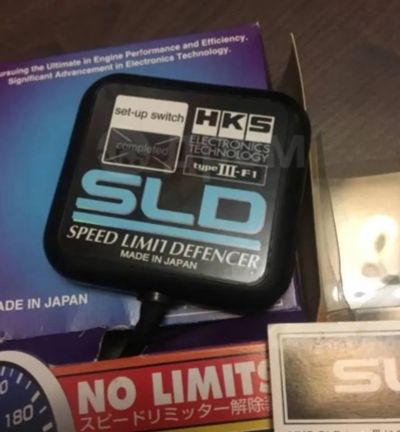 ursuing the Ultimate in Engine Performance and Efficiency.
Significant Advancement in Electronics Technology.
set-up switch
completed
HKS
ELECTRONICS
TECHNOLOGY
type III-F1
SLD
SPEED LIMIT DEFENCER
MADE IN JAPAN
ADE IN JAPAN
NO LIMITS
スピードリミッター解除
180
SL